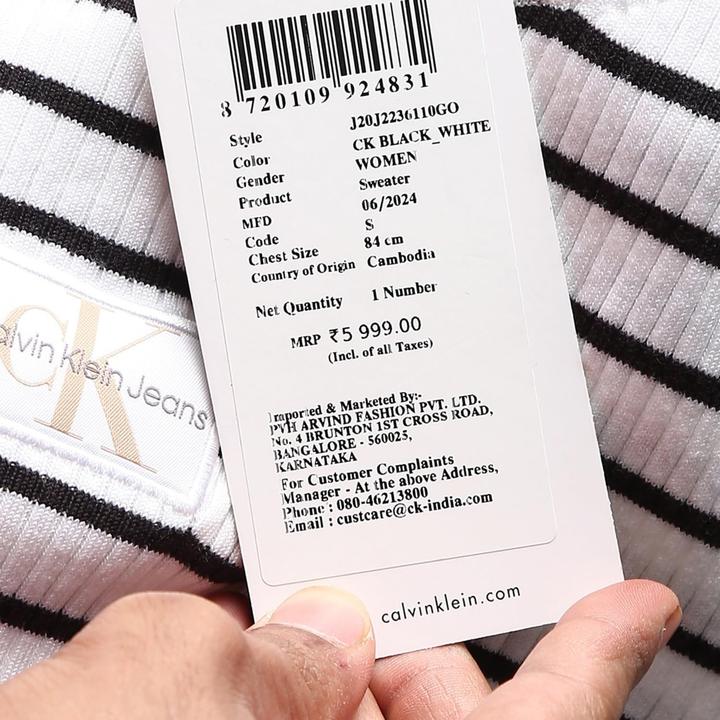 8 720109 924831
Style J20J2236110GO
Color CK BLACK_WHITE
Gender WOMEN
Product Sweater
MFD 06/2024
Code S
Chest Size 84 cm
Country of Origin Cambodia
Net Quantity 1 Number
MRP ₹5 999.00
(Incl. of all Taxes)
Imported & Marketed By:-
PVH ARVIND FASHION PVT. LTD.
No. 4 BRUNTON 1ST CROSS ROAD,
BANGALORE - 560025,
KARNATAKA
For Customer Complaints
Manager - At the above Address,
Phone : 080-46213800
Email : custcare@ck-india.com
calvinklein.com
cK
alvin Klein Jeans